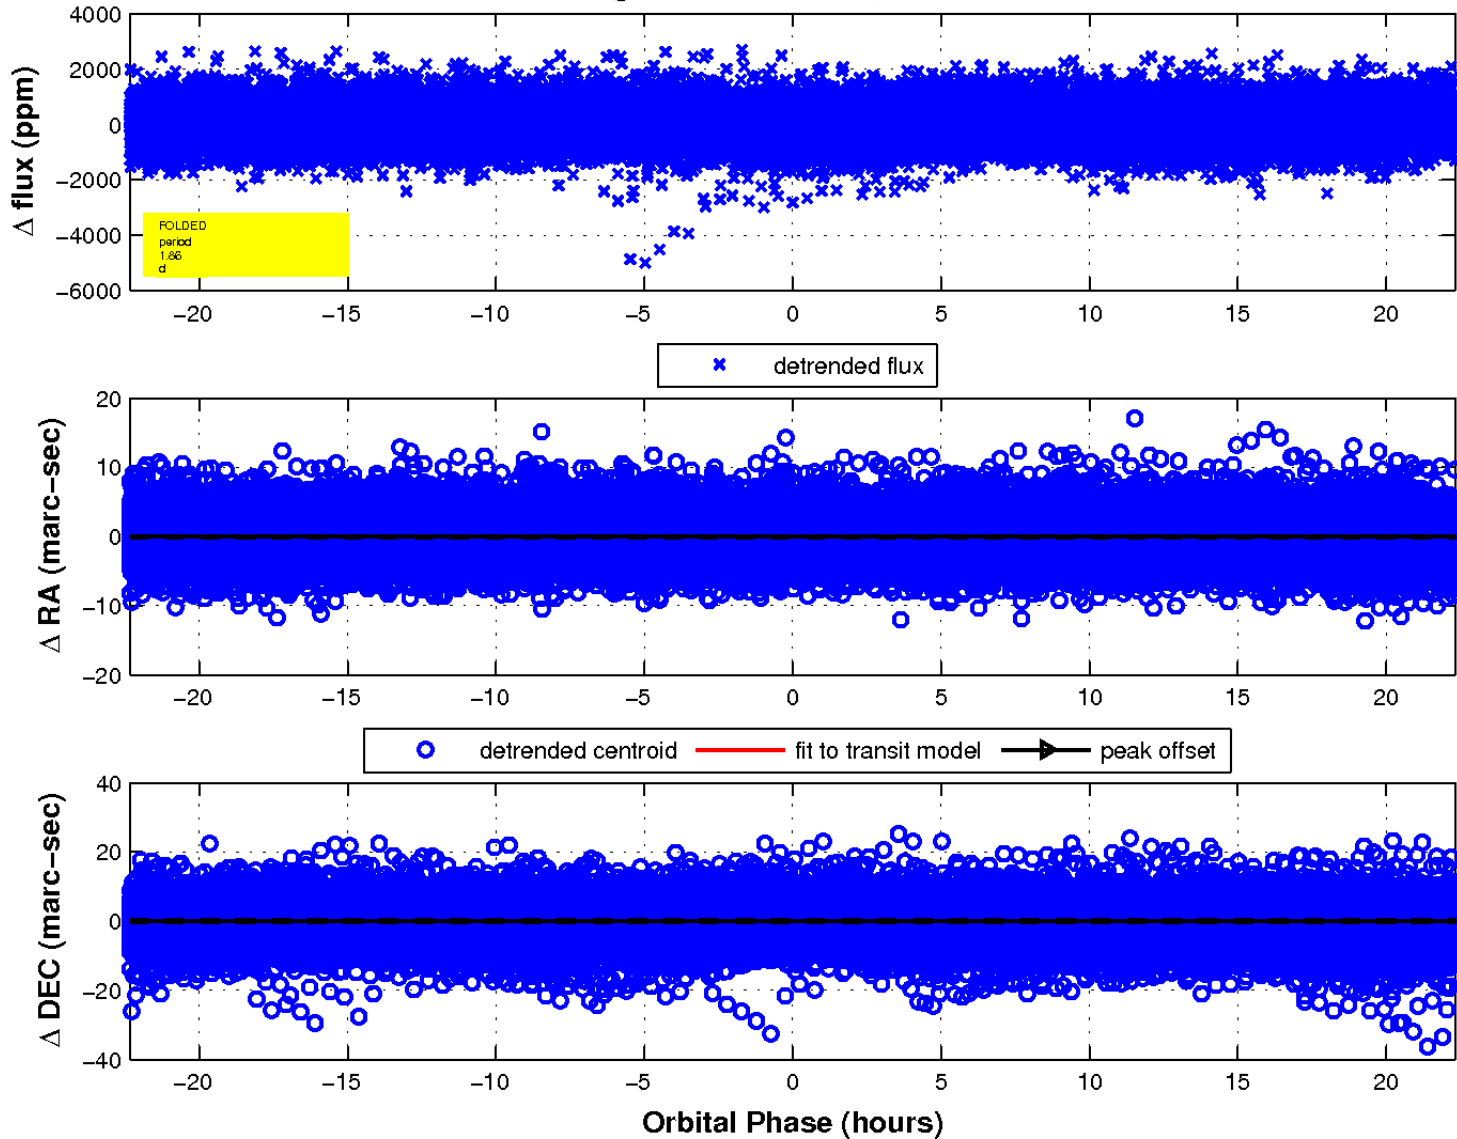 4000
2000
0
−2000
−4000
−6000
Δ flux (ppm)
FOLDED
period
1.86
d
−20 −15 −10 −5 0 5 10 15 20
detrended flux
20
10
0
−10
−20
Δ RA (marc−sec)
−20 −15 −10 −5 0 5 10 15 20
detrended centroid fit to transit model peak offset
40
20
0
−20
−40
Δ DEC (marc−sec)
−20 −15 −10 −5 0 5 10 15 20
Orbital Phase (hours)